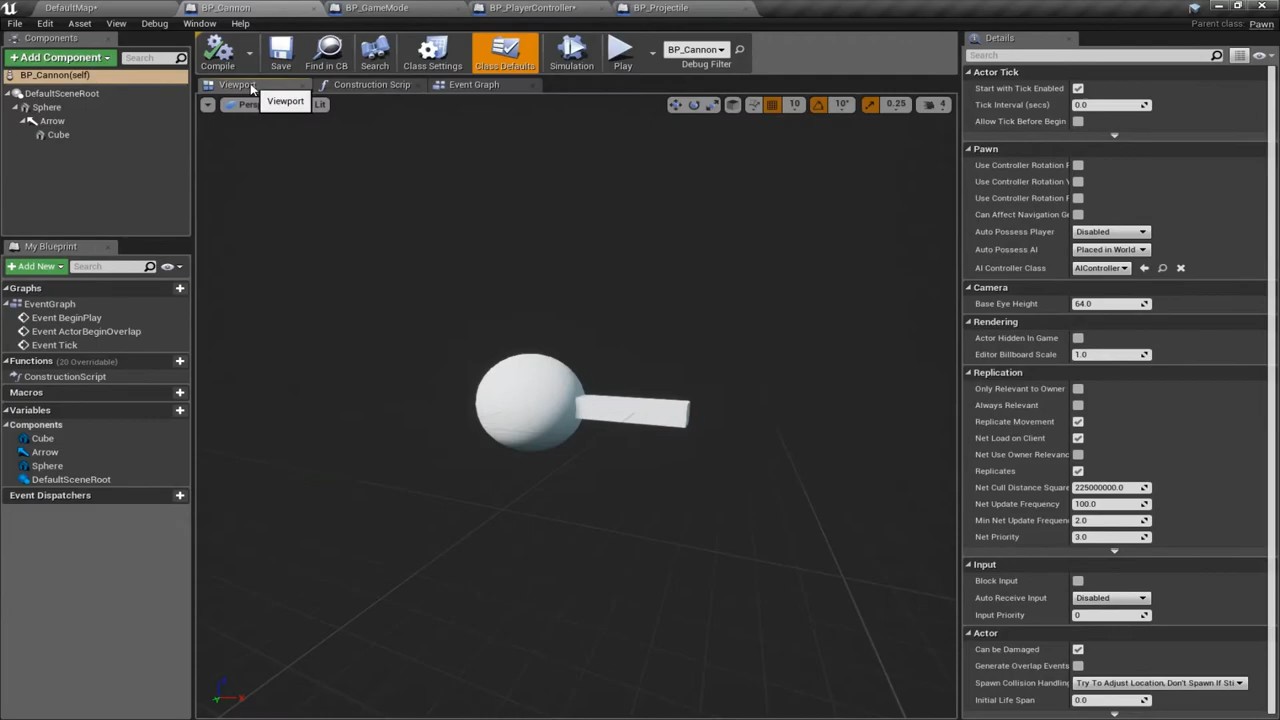 DefaultMap*
BP_Cannon
BP_GameMode
BP_PlayerController*
BP_Projectile
File
Edit
Asset
View
Debug
Window
Help
Parent class:
Pawn
Components
+ Add Component
Search
BP_Cannon(self)
DefaultSceneRoot
Sphere
Arrow
Cube
Compile
Save
Find in CB
Search
Class Settings
Class Defaults
Simulation
Play
BP_Cannon
Debug Filter
Viewport
Construction Scrip
Event Graph
Viewport
Persp
Lit
10
10°
0.25
4
My Blueprint
+ Add New
Search
Graphs
EventGraph
Event BeginPlay
Event ActorBeginOverlap
Event Tick
Functions (20 Overridable)
ConstructionScript
Macros
Variables
Components
Cube
Arrow
Sphere
DefaultSceneRoot
Event Dispatchers
Details
Search
Actor Tick
Start with Tick Enabled
Tick Interval (secs) 0.0
Allow Tick Before Begin
Pawn
Use Controller Rotation P
Use Controller Rotation Y
Use Controller Rotation R
Can Affect Navigation Ge
Auto Possess Player Disabled
Auto Possess AI Placed in World
AI Controller Class AIController
Camera
Base Eye Height 64.0
Rendering
Actor Hidden In Game
Editor Billboard Scale 1.0
Replication
Only Relevant to Owner
Always Relevant
Replicate Movement
Net Load on Client
Net Use Owner Relevanc
Replicates
Net Cull Distance Square 225000000.0
Net Update Frequency 100.0
Min Net Update Frequen 2.0
Net Priority 3.0
Input
Block Input
Auto Receive Input Disabled
Input Priority 0
Actor
Can be Damaged
Generate Overlap Events
Spawn Collision Handling Try To Adjust Location, Don't Spawn If Sti
Initial Life Span 0.0